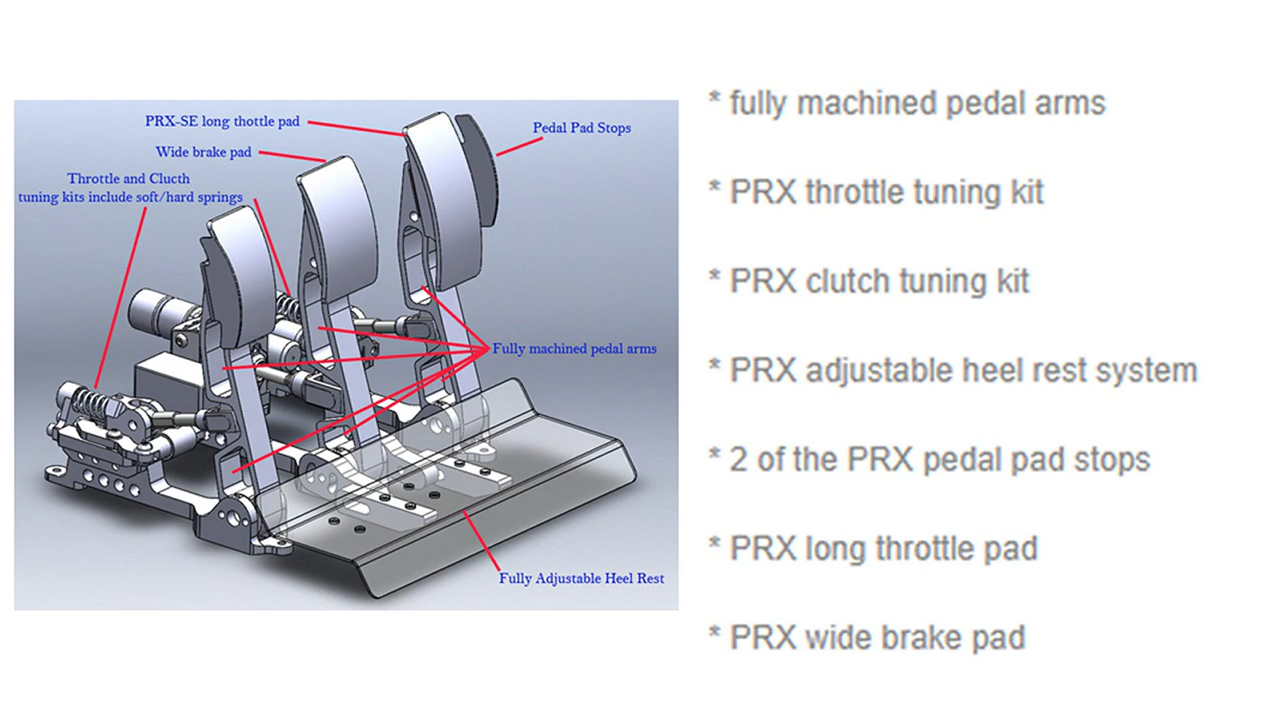 PRX-SE long thottle pad
Pedal Pad Stops
Wide brake pad
Throttle and Clucth
tuning kits include soft/hard springs
Fully machined pedal arms
Fully Adjustable Heel Rest
* fully machined pedal arms
* PRX throttle tuning kit
* PRX clutch tuning kit
* PRX adjustable heel rest system
* 2 of the PRX pedal pad stops
* PRX long throttle pad
* PRX wide brake pad